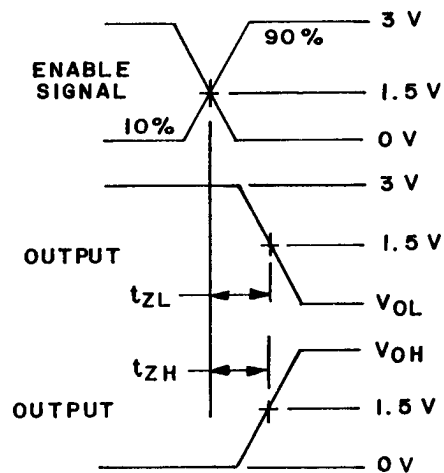 3 V
90%
ENABLE
SIGNAL
1.5 V
10%
0 V
3 V
1.5 V
OUTPUT
tZL
VOL
VOH
tZH
OUTPUT
1.5 V
0 V